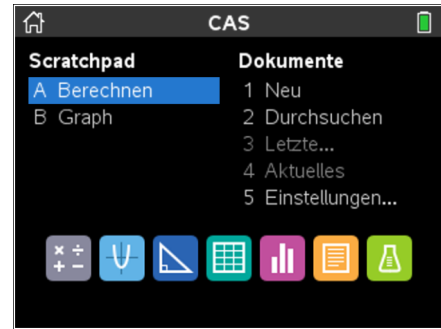 CAS
Scratchpad
A Berechnen
B Graph
Dokumente
1 Neu
2 Durchsuchen
3 Letzte...
4 Aktuelles
5 Einstellungen...